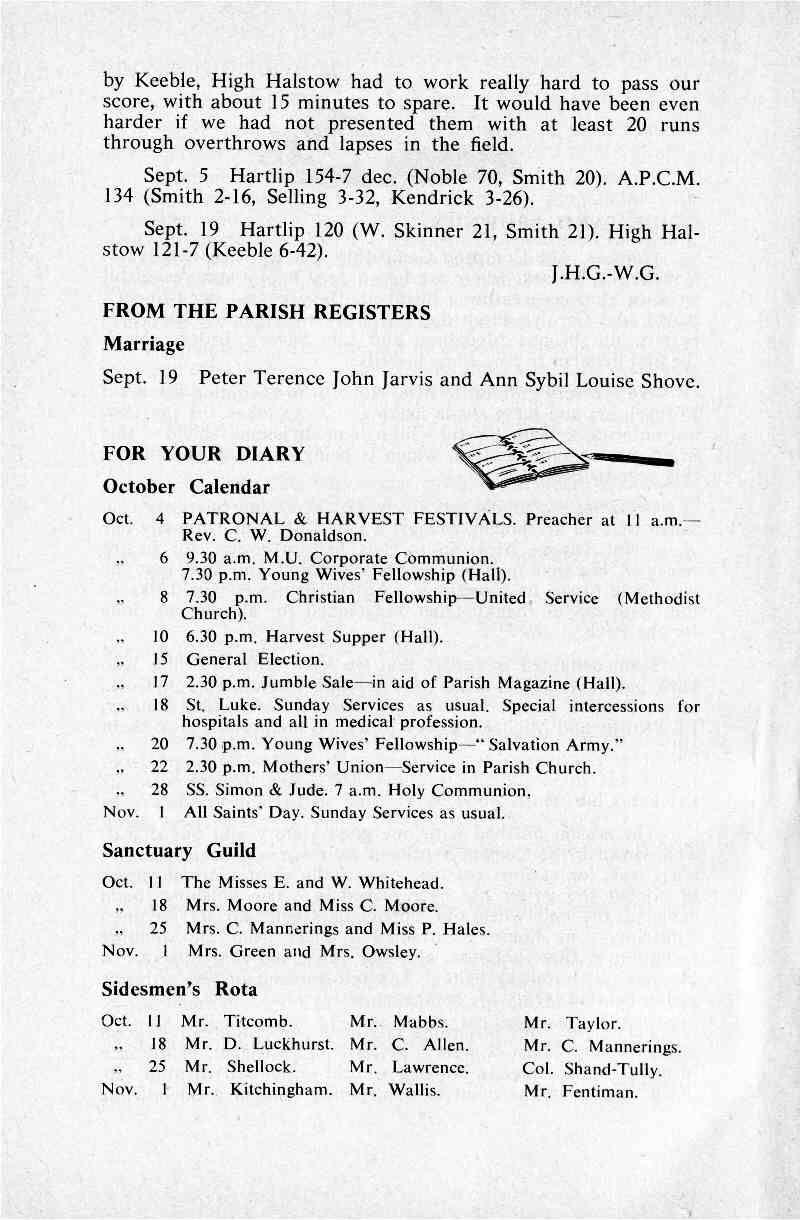 by Keeble, High Halstow had to work really hard to pass our
score, with about 15 minutes to spare. It would have been even
harder if we had not presented them with at least 20 runs
through overthrows and lapses in the field.
Sept. 5 Hartlip 154-7 dec. (Noble 70, Smith 20). A.P.C.M.
134 (Smith 2-16, Selling 3-32, Kendrick 3-26).
Sept. 19 Hartlip 120 (W. Skinner 21, Smith 21). High Hal-
stow 121-7 (Keeble 6-42).
J.H.G.-W.G.
FROM THE PARISH REGISTERS
Marriage
Sept. 19 Peter Terence John Jarvis and Ann Sybil Louise Shove.
FOR YOUR DIARY
October Calendar
Oct. 4 PATRONAL & HARVEST FESTIVALS. Preacher at 11 a.m.—
Rev. C. W. Donaldson.
„ 6 9.30 a.m. M.U. Corporate Communion.
7.30 p.m. Young Wives' Fellowship (Hall).
„ 8 7.30 p.m. Christian Fellowship—United Service (Methodist
Church).
„ 10 6.30 p.m. Harvest Supper (Hall).
„ 15 General Election.
„ 17 2.30 p.m. Jumble Sale—in aid of Parish Magazine (Hall).
„ 18 St. Luke. Sunday Services as usual. Special intercessions for
hospitals and all in medical profession.
„ 20 7.30 p.m. Young Wives' Fellowship—" Salvation Army."
„ 22 2.30 p.m. Mothers' Union—Service in Parish Church.
„ 28 SS. Simon & Jude. 7 a.m. Holy Communion.
Nov. 1 All Saints' Day. Sunday Services as usual.
Sanctuary Guild
Oct. 11 The Misses E. and W. Whitehead.
„ 18 Mrs. Moore and Miss C. Moore.
„ 25 Mrs. C. Mannerings and Miss P. Hales.
Nov. 1 Mrs. Green and Mrs. Owsley.
Sidesmen's Rota
Oct. 11 Mr. Titcomb. Mr. Mabbs. Mr. Taylor.
„ 18 Mr. D. Luckhurst. Mr. C. Allen. Mr. C. Mannerings.
„ 25 Mr. Shellock. Mr. Lawrence. Col. Shand-Tully.
Nov. 1 Mr. Kitchingham. Mr. Wallis. Mr. Fentiman.